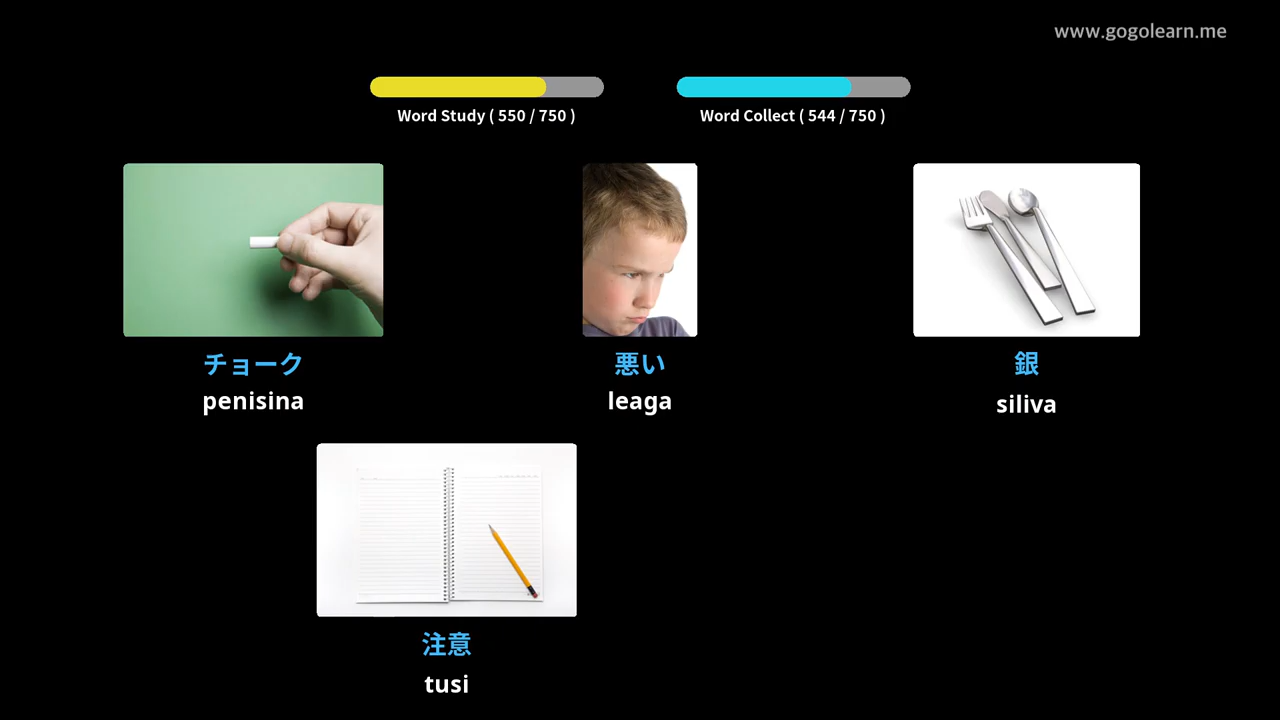 www.gogolearn.me
Word Study ( 550 / 750 )
Word Collect ( 544 / 750 )
チョーク
penisina
悪い
leaga
銀
siliva
注意
tusi